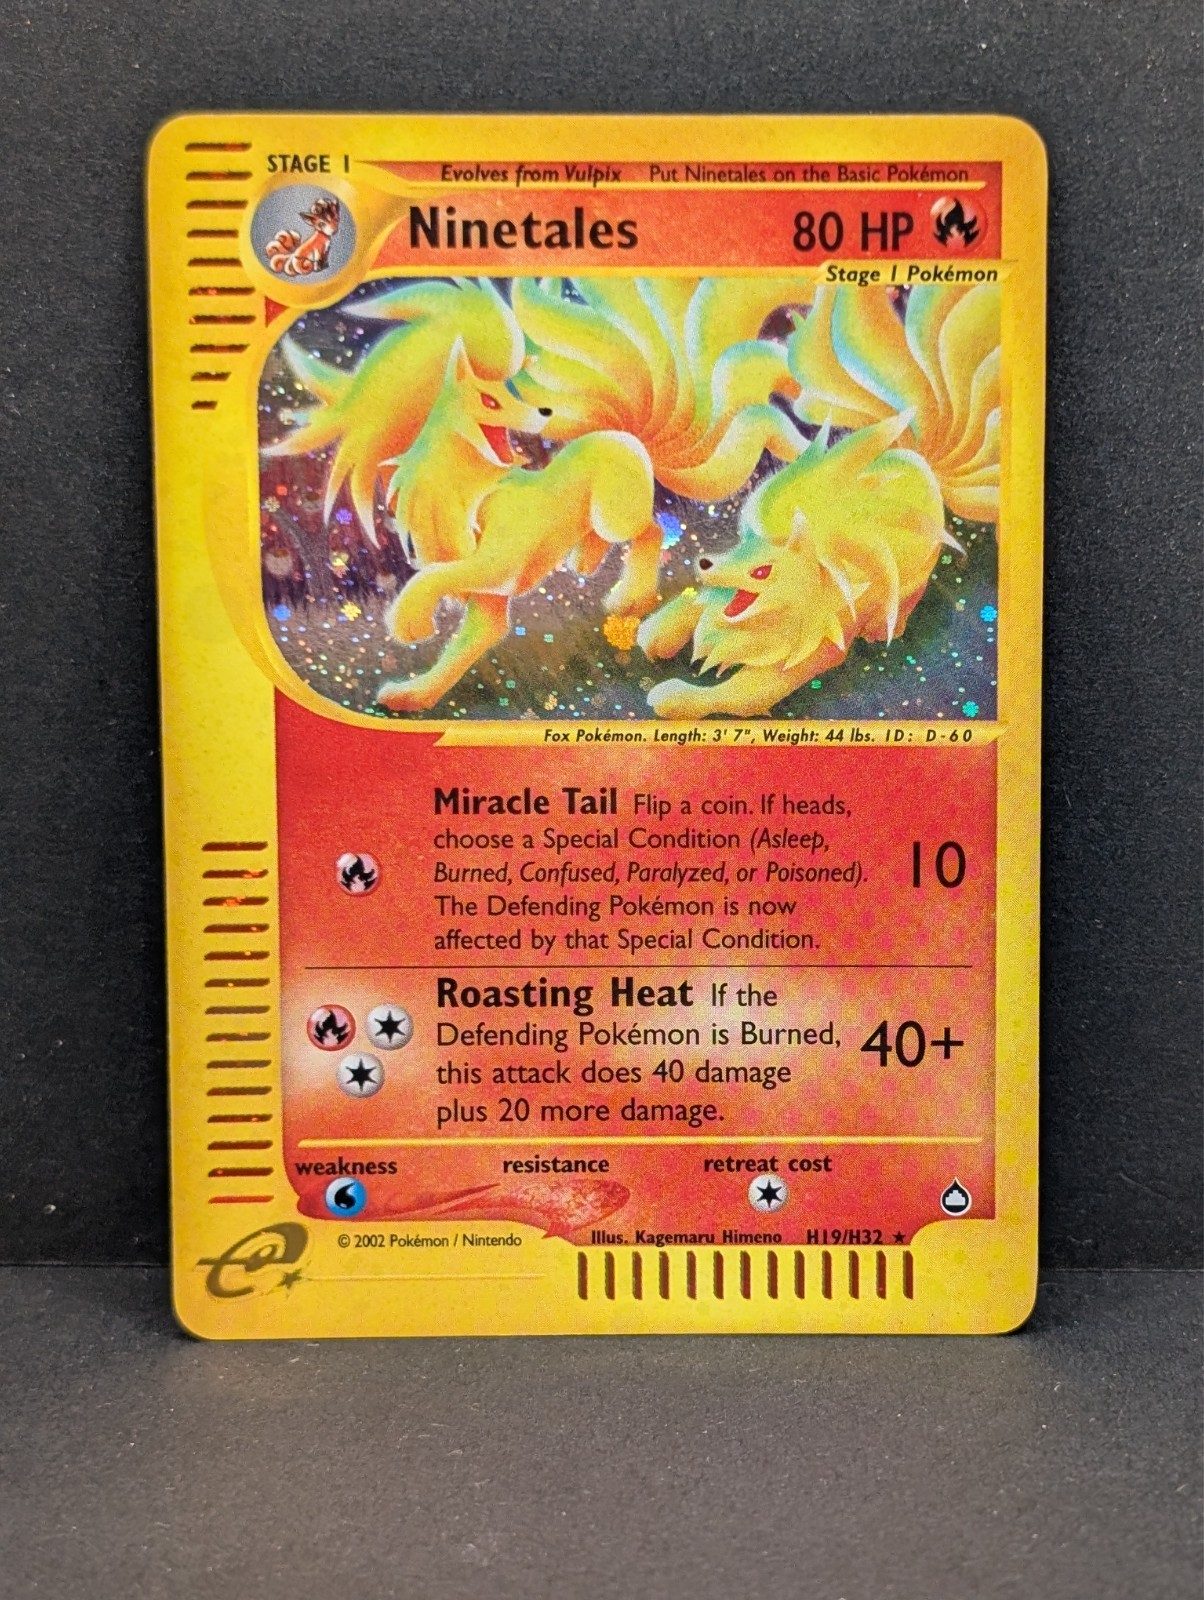 STAGE 1
Evolves from Vulpix Put Ninetales on the Basic Pokémon
Ninetales 80 HP
Stage 1 Pokémon
Fox Pokémon. Length: 3' 7", Weight: 44 lbs. ID: D-60
Miracle Tail Flip a coin. If heads,
choose a Special Condition (Asleep,
Burned, Confused, Paralyzed, or Poisoned).
The Defending Pokémon is now
affected by that Special Condition.
10
Roasting Heat If the
Defending Pokémon is Burned,
this attack does 40 damage
plus 20 more damage.
40+
weakness resistance retreat cost
© 2002 Pokémon / Nintendo
Illus. Kagemaru Himeno H19/H32 ★
e